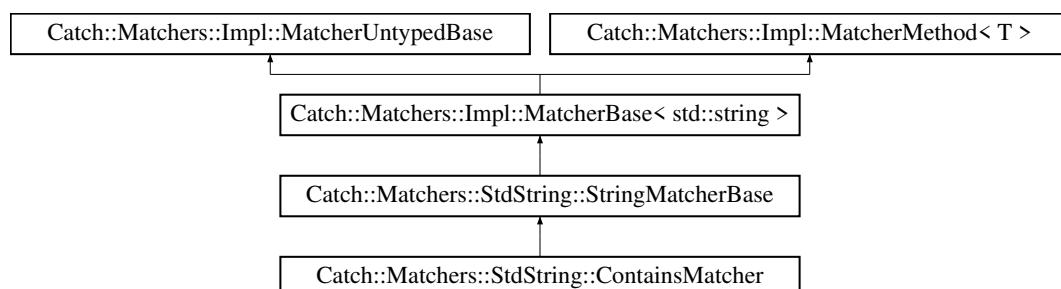 Catch::Matchers::Impl::MatcherUntypedBase
Catch::Matchers::Impl::MatcherMethod< T >
Catch::Matchers::Impl::MatcherBase< std::string >
Catch::Matchers::StdString::StringMatcherBase
Catch::Matchers::StdString::ContainsMatcher